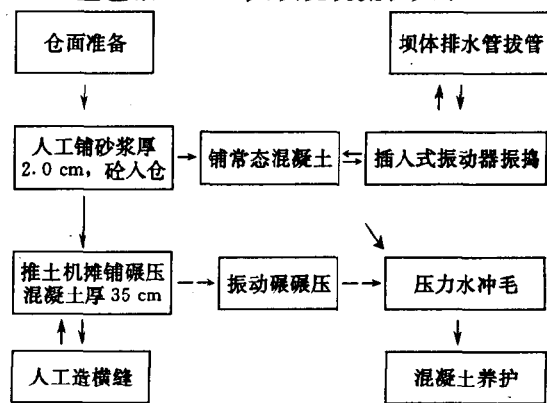 仓面准备
坝体排水管拔管
人工铺砂浆厚
2.0 cm，砼入仓
铺常态混凝土
插入式振动器振捣
推土机摊铺碾压
混凝土厚 35 cm
振动碾碾压
压力水冲毛
人工造横缝
混凝土养护